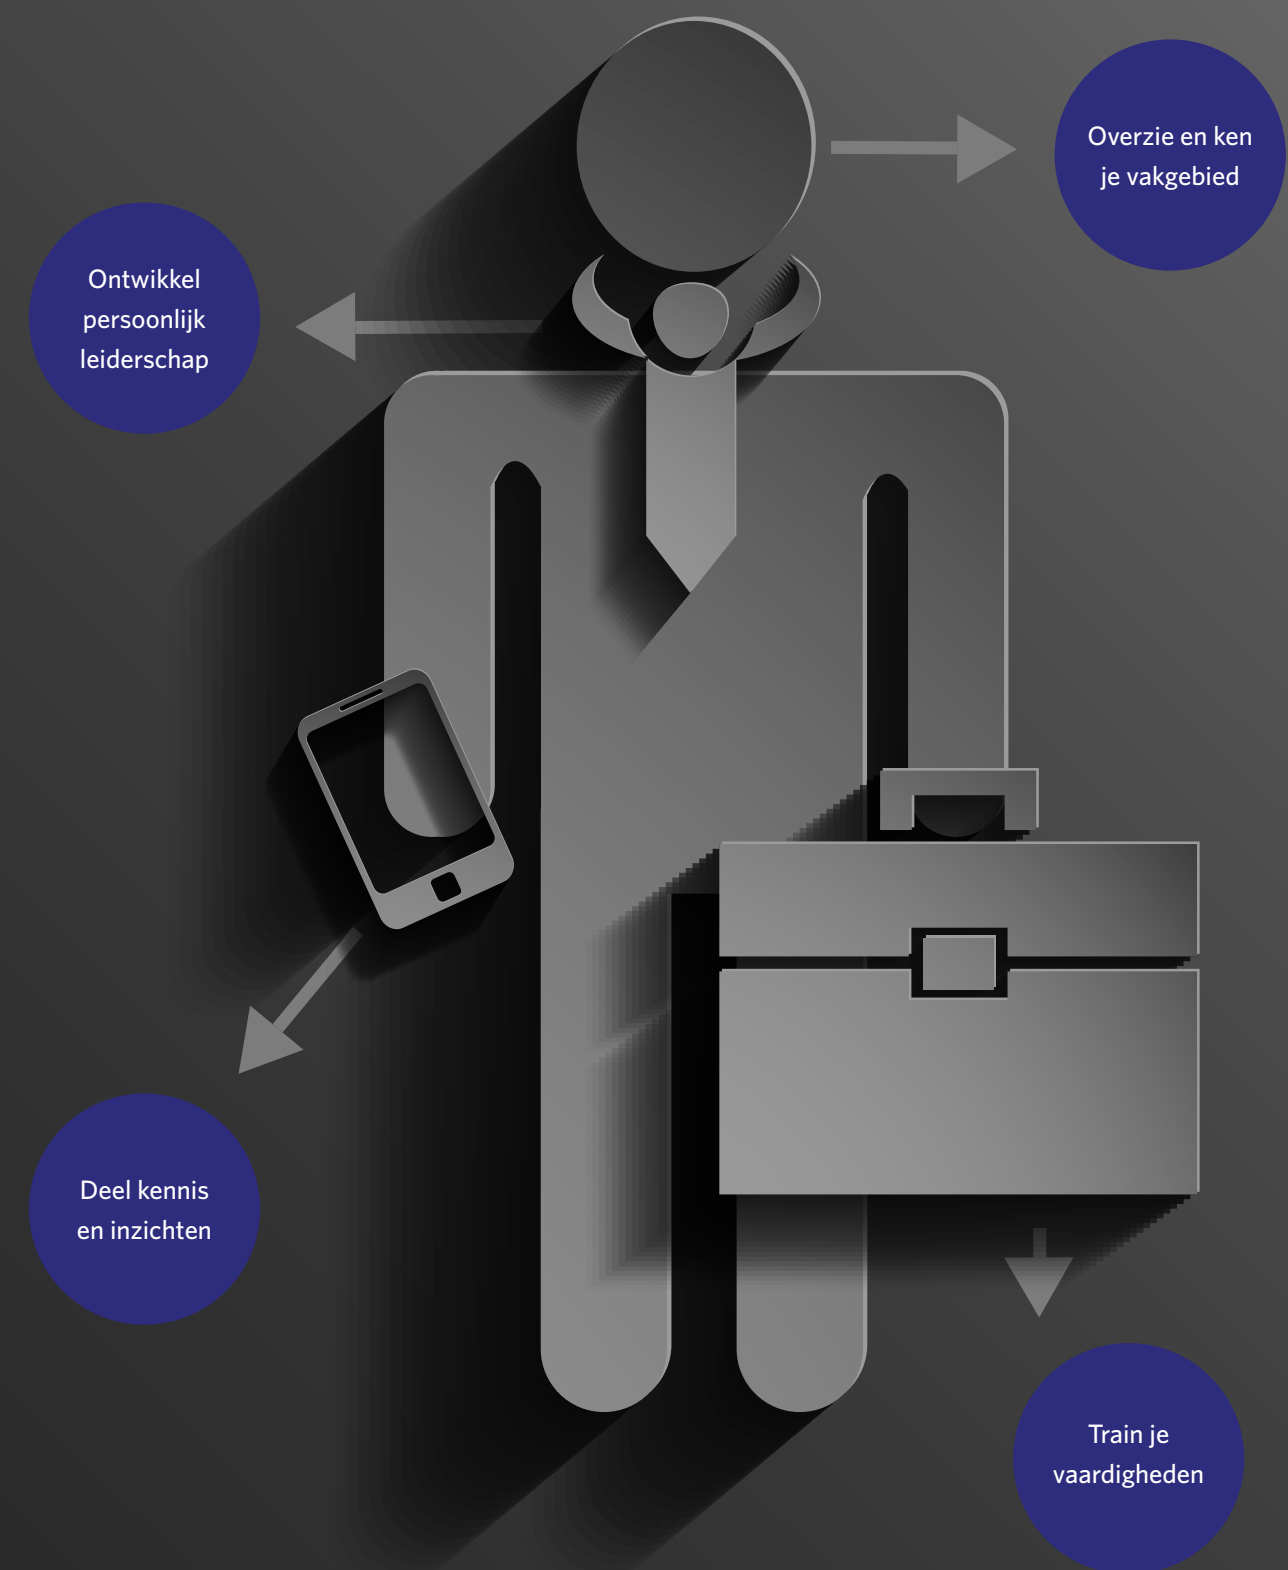 Overzie en ken
je vakgebied
Ontwikkel
persoonlijk
leiderschap
Deel kennis
en inzichten
Train je
vaardigheden